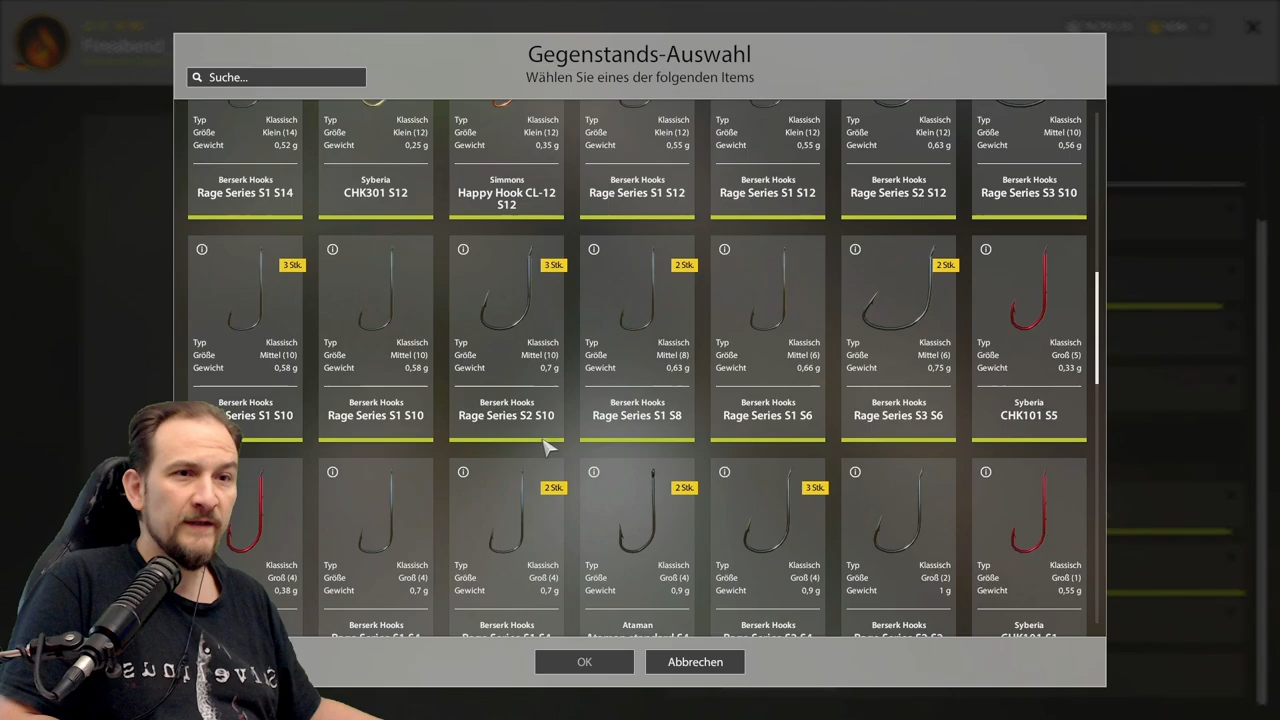 Gegenstands-Auswahl
Suche...
Wählen Sie eines der folgenden Items
Typ Klassisch
Größe Klein (14)
Gewicht 0,52 g
Berserk Hooks
Rage Series S1 S14
Typ Klassisch
Größe Klein (12)
Gewicht 0,25 g
Syberia
CHK301 S12
Typ Klassisch
Größe Klein (12)
Gewicht 0,35 g
Simmons
Happy Hook CL-12
S12
Typ Klassisch
Größe Klein (12)
Gewicht 0,55 g
Berserk Hooks
Rage Series S1 S12
Typ Klassisch
Größe Klein (12)
Gewicht 0,55 g
Berserk Hooks
Rage Series S1 S12
Typ Klassisch
Größe Klein (12)
Gewicht 0,63 g
Berserk Hooks
Rage Series S2 S12
Typ Klassisch
Größe Mittel (10)
Gewicht 0,56 g
Berserk Hooks
Rage Series S3 S10
3 Stk.
Typ Klassisch
Größe Mittel (10)
Gewicht 0,58 g
Berserk Hooks
Series S1 S10
Typ Klassisch
Größe Mittel (10)
Gewicht 0,58 g
Berserk Hooks
Rage Series S1 S10
3 Stk.
Typ Klassisch
Größe Mittel (10)
Gewicht 0,7 g
Berserk Hooks
Rage Series S2 S10
2 Stk.
Typ Klassisch
Größe Mittel (8)
Gewicht 0,63 g
Berserk Hooks
Rage Series S1 S8
Typ Klassisch
Größe Mittel (6)
Gewicht 0,66 g
Berserk Hooks
Rage Series S1 S6
2 Stk.
Typ Klassisch
Größe Mittel (6)
Gewicht 0,75 g
Berserk Hooks
Rage Series S3 S6
Typ Klassisch
Größe Groß (5)
Gewicht 0,33 g
Syberia
CHK101 S5
Klassisch
Groß (4)
0,38 g
Typ Klassisch
Größe Groß (4)
Gewicht 0,7 g
Berserk Hooks
2 Stk.
Typ Klassisch
Größe Groß (4)
Gewicht 0,7 g
Berserk Hooks
2 Stk.
Typ Klassisch
Größe Groß (4)
Gewicht 0,9 g
Ataman
3 Stk.
Typ Klassisch
Größe Groß (4)
Gewicht 0,9 g
Berserk Hooks
Typ Klassisch
Größe Groß (2)
Gewicht 1 g
Berserk Hooks
Typ Klassisch
Größe Groß (1)
Gewicht 0,55 g
Syberia
OK
Abbrechen